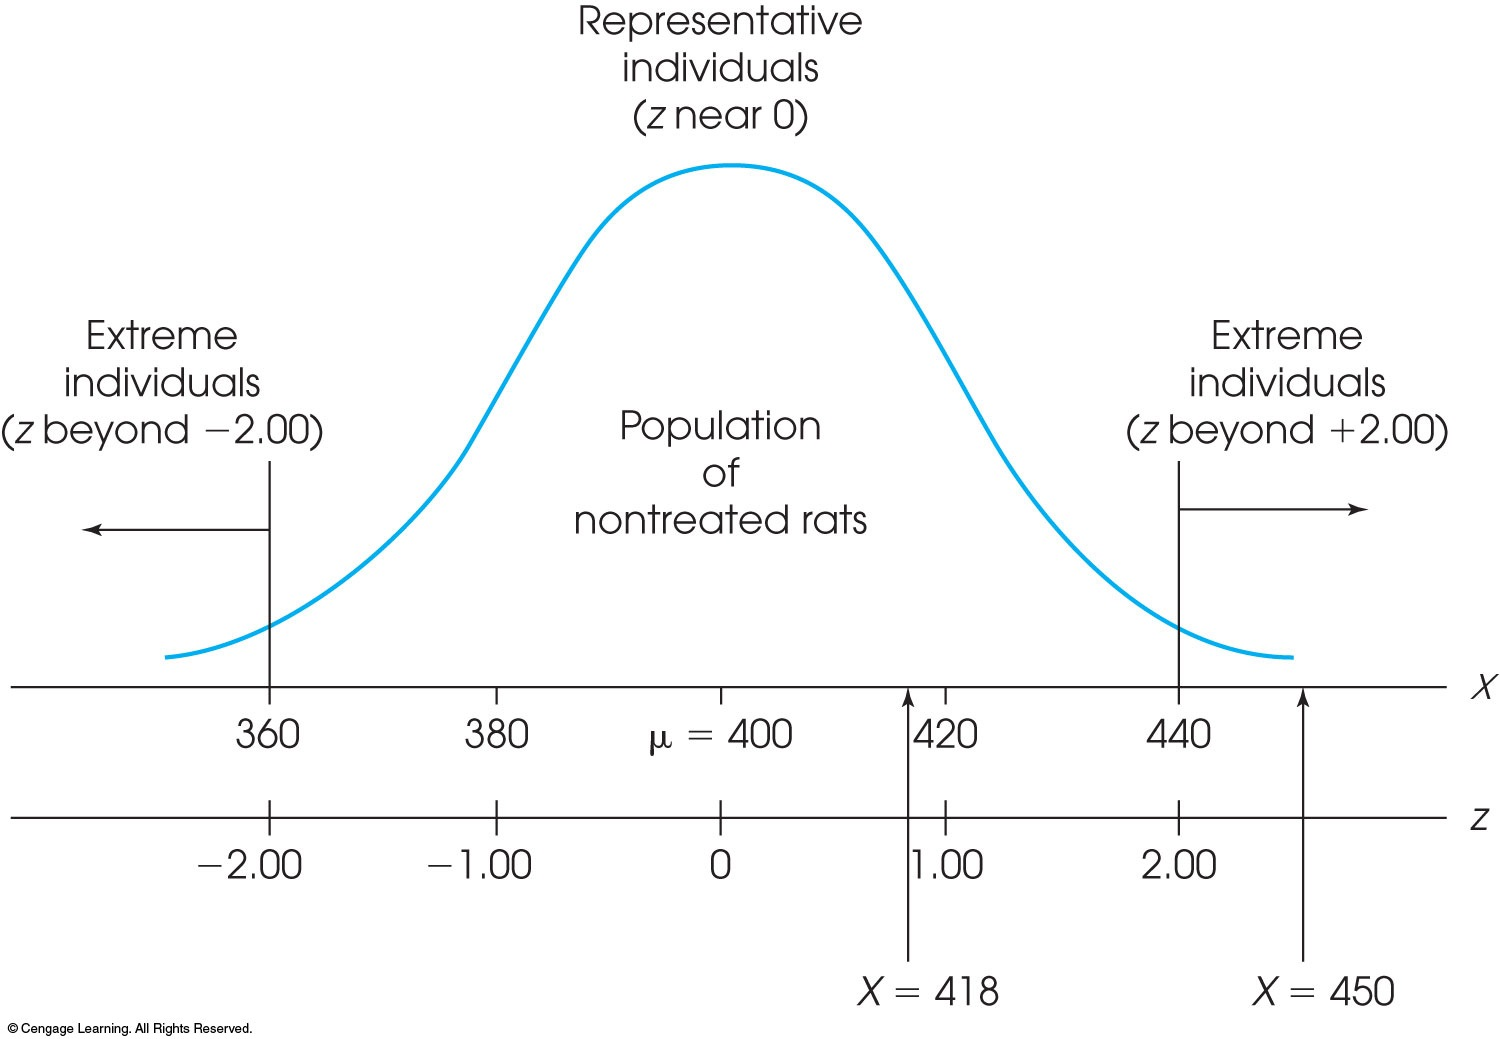 Representative
individuals
(z near 0)
Extreme
individuals
(z beyond −2.00)
Extreme
individuals
(z beyond +2.00)
Population
of
nontreated rats
X
360 380 μ = 400 420 440
z
−2.00 −1.00 0 1.00 2.00
X = 418 X = 450
© Cengage Learning. All Rights Reserved.